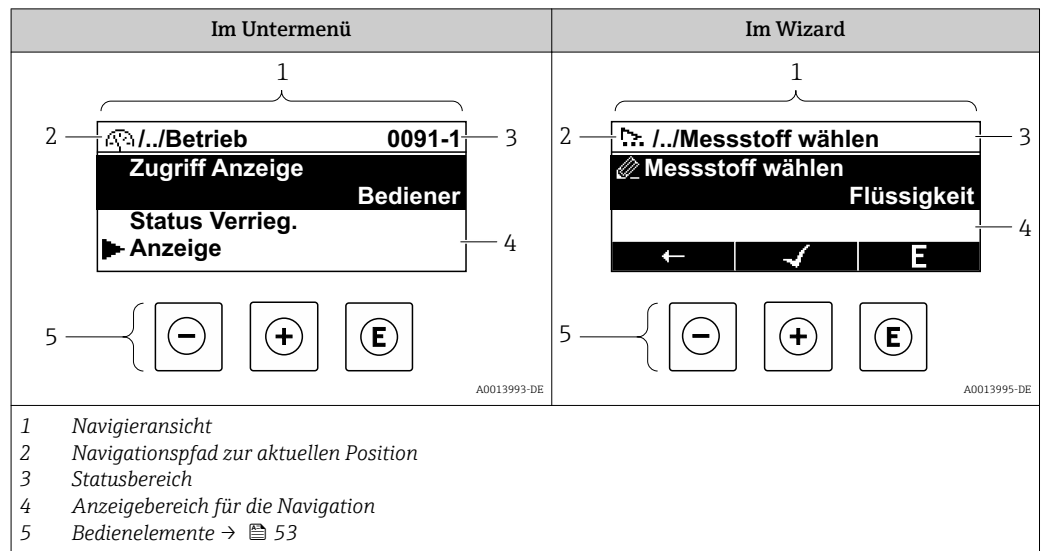 Im Untermenü
Im Wizard
1
2
/../Betrieb 0091-1
3
Zugriff Anzeige
Bediener
Status Verrieg.
Anzeige
4
5
- + E
A0013993-DE
1
2
/../Messstoff wählen
3
Messstoff wählen
Flüssigkeit
4
← ✓ E
5
- + E
A0013995-DE
1 Navigieransicht
2 Navigationspfad zur aktuellen Position
3 Statusbereich
4 Anzeigebereich für die Navigation
5 Bedienelemente → 53